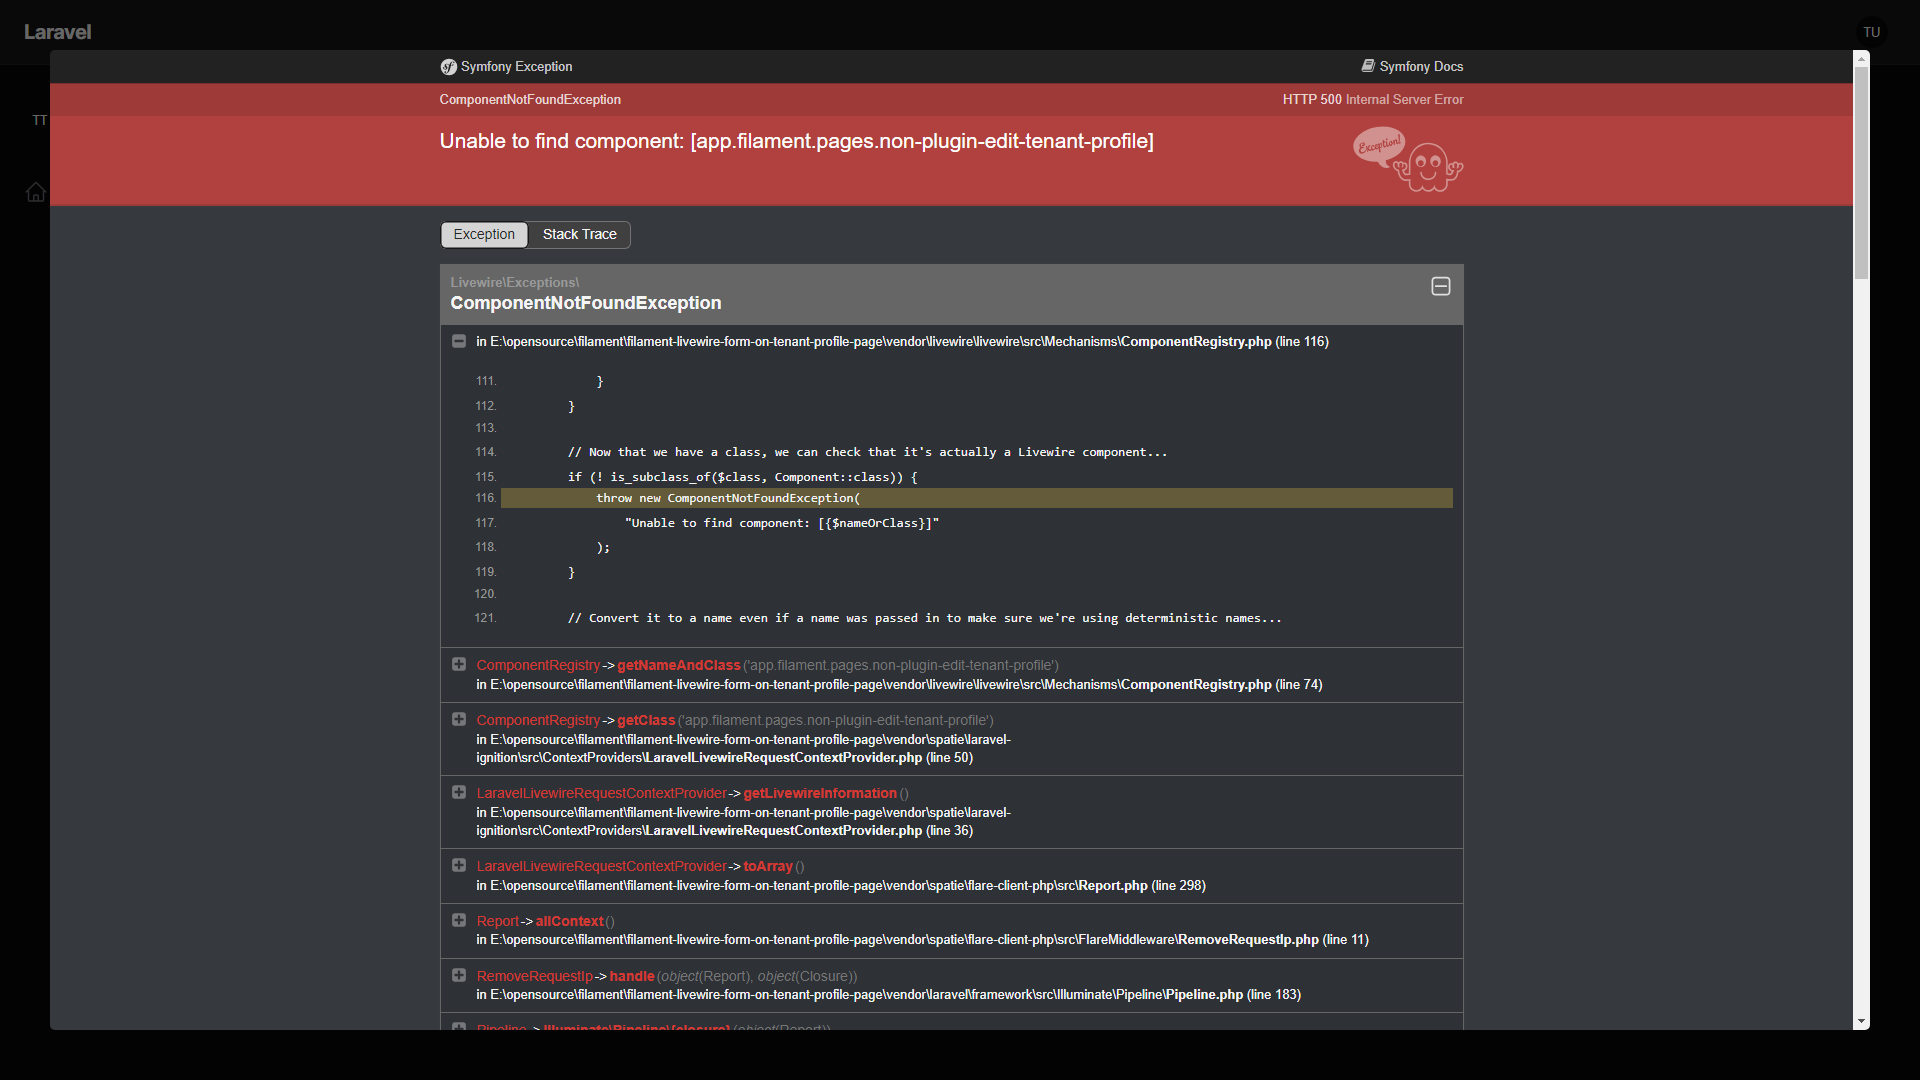 Laravel
TU
Symfony Exception
Symfony Docs
ComponentNotFoundException
HTTP 500 Internal Server Error
TT
Unable to find component: [app.filament.pages.non-plugin-edit-tenant-profile]
Exception!
Exception
Stack Trace
Livewire\Exceptions\
ComponentNotFoundException
in E:\opensource\filament\filament-livewire-form-on-tenant-profile-page\vendor\livewire\livewire\src\Mechanisms\ComponentRegistry.php (line 116)
111. }
112. }
113.
114. // Now that we have a class, we can check that it's actually a Livewire component...
115. if (! is_subclass_of($class, Component::class)) {
116. throw new ComponentNotFoundException(
117. "Unable to find component: [{$nameOrClass}]"
118. );
119. }
120.
121. // Convert it to a name even if a name was passed in to make sure we're using deterministic names...
ComponentRegistry->getNameAndClass('app.filament.pages.non-plugin-edit-tenant-profile')
in E:\opensource\filament\filament-livewire-form-on-tenant-profile-page\vendor\livewire\livewire\src\Mechanisms\ComponentRegistry.php (line 74)
ComponentRegistry->getClass('app.filament.pages.non-plugin-edit-tenant-profile')
in E:\opensource\filament\filament-livewire-form-on-tenant-profile-page\vendor\spatie\laravel-
ignition\src\ContextProviders\LaravelLivewireRequestContextProvider.php (line 50)
LaravelLivewireRequestContextProvider->getLivewireInformation()
in E:\opensource\filament\filament-livewire-form-on-tenant-profile-page\vendor\spatie\laravel-
ignition\src\ContextProviders\LaravelLivewireRequestContextProvider.php (line 36)
LaravelLivewireRequestContextProvider->toArray()
in E:\opensource\filament\filament-livewire-form-on-tenant-profile-page\vendor\spatie\flare-client-php\src\Report.php (line 298)
Report->allContext()
in E:\opensource\filament\filament-livewire-form-on-tenant-profile-page\vendor\spatie\flare-client-php\src\FlareMiddleware\RemoveRequestIp.php (line 11)
RemoveRequestIp->handle(object(Report), object(Closure))
in E:\opensource\filament\filament-livewire-form-on-tenant-profile-page\vendor\laravel\framework\src\Illuminate\Pipeline\Pipeline.php (line 183)
Pipeline->Illuminate\Pipeline\{closure}(object(Report))